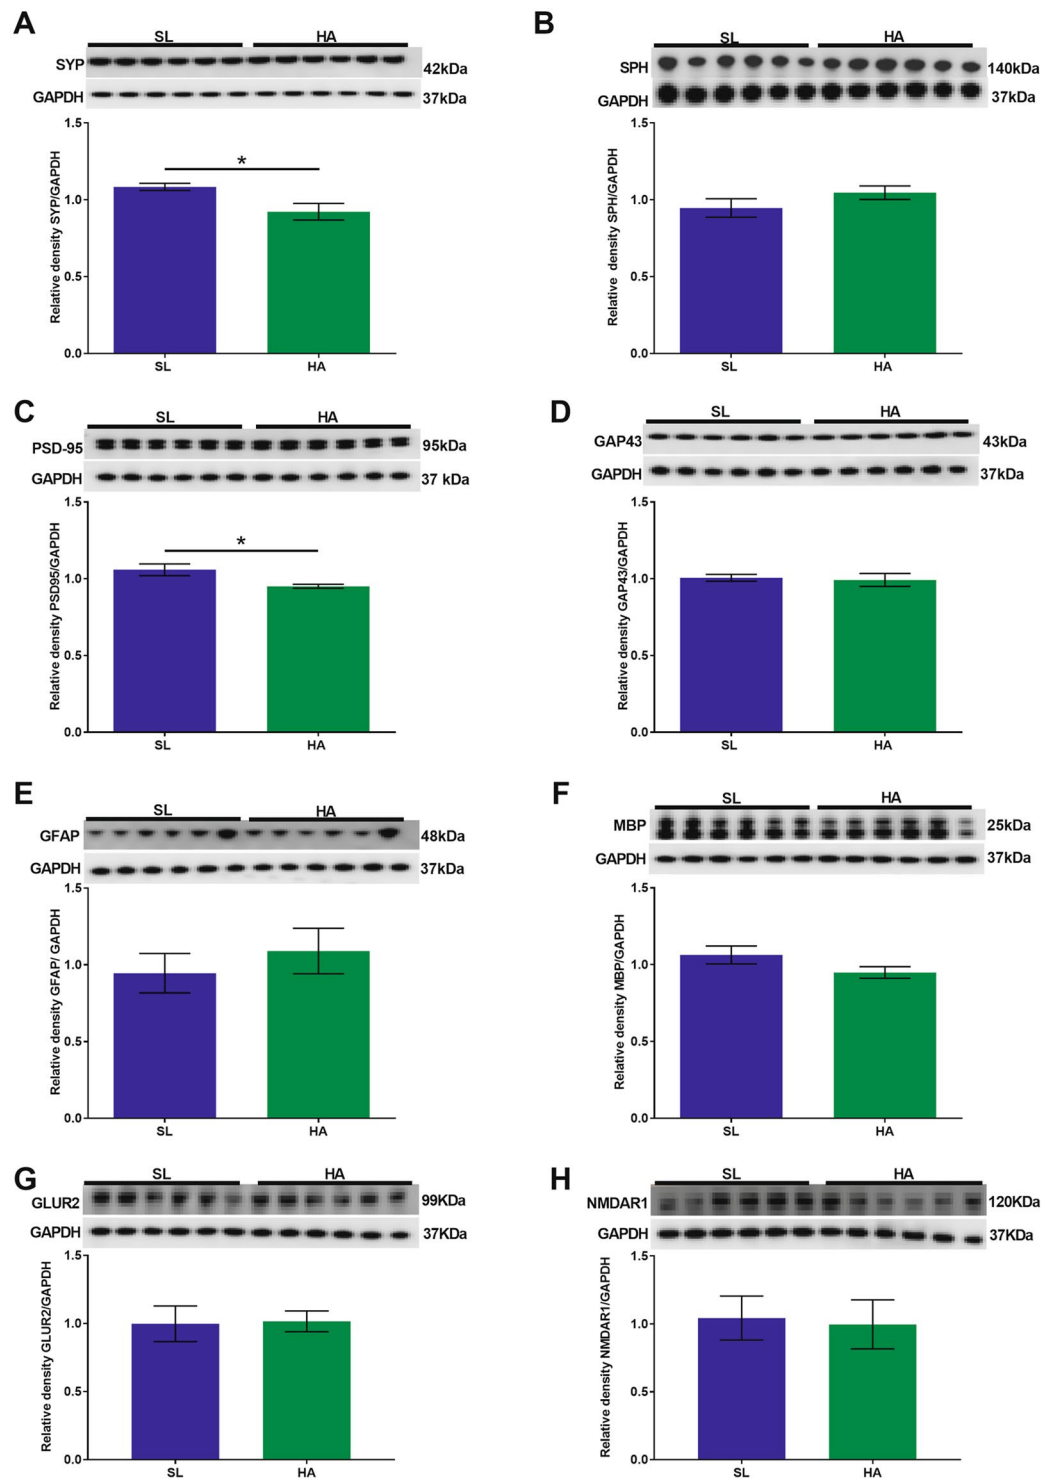 A
SL HA
SYP 42kDa
GAPDH 37kDa
Relative density SYP/GAPDH
1.5
*
1.0
0.5
0.0
SL HA
B
SL HA
SPH 140kDa
GAPDH 37kDa
Relative density SPH/GAPDH
1.5
1.0
0.5
0.0
SL HA
C
SL HA
PSD-95 95kDa
GAPDH 37 kDa
Relative density PSD95/GAPDH
1.5
*
1.0
0.5
0.0
SL HA
D
SL HA
GAP43 43kDa
GAPDH 37kDa
Relative density GAP43/GAPDH
1.5
1.0
0.5
0.0
SL HA
E
SL HA
GFAP 48kDa
GAPDH 37kDa
Relative density GFAP/ GAPDH
1.5
1.0
0.5
0.0
SL HA
F
SL HA
MBP 25kDa
GAPDH 37kDa
Relative density MBP/GAPDH
1.5
1.0
0.5
0.0
SL HA
G
SL HA
GLUR2 99KDa
GAPDH 37KDa
Relative density GLUR2/GAPDH
1.5
1.0
0.5
0.0
SL HA
H
SL HA
NMDAR1 120KDa
GAPDH 37KDa
Relative density NMDAR1/GAPDH
1.5
1.0
0.5
0.0
SL HA